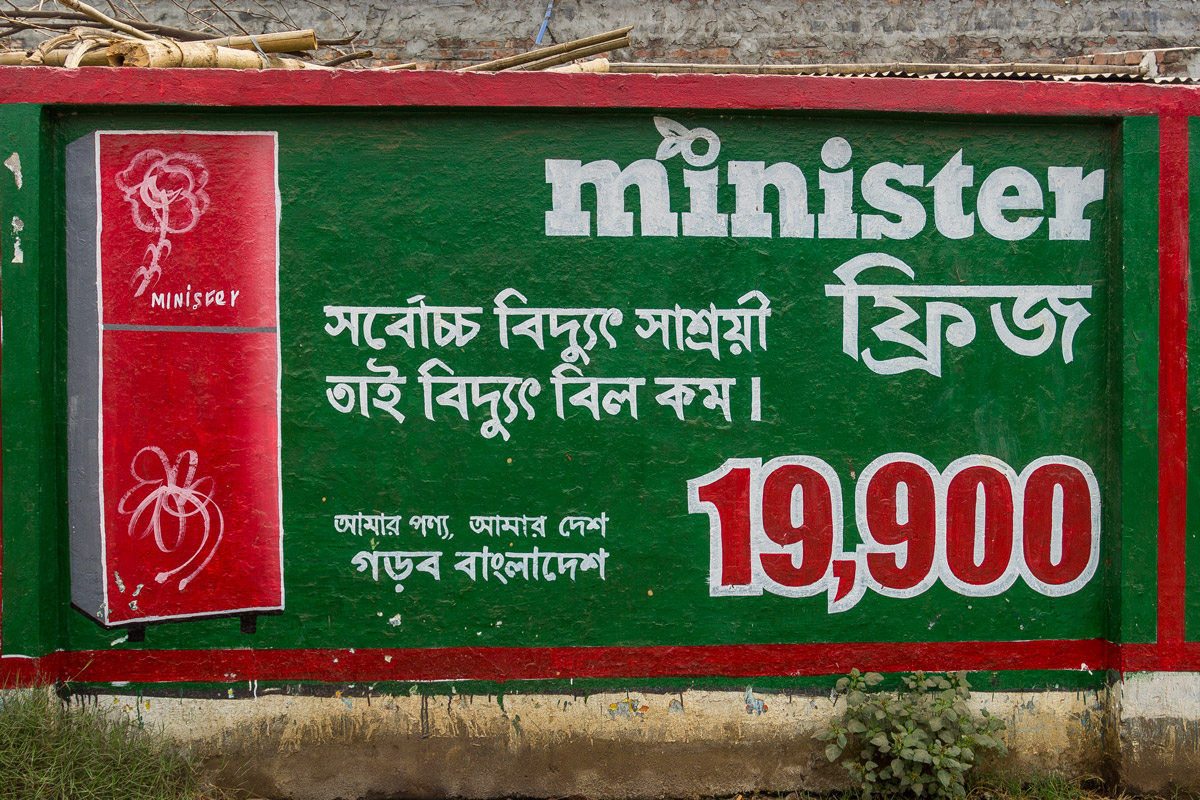 minister
ফ্রিজ
MINISTER
সর্বোচ্চ বিদ্যুৎ সাশ্রয়ী
তাই বিদ্যুৎ বিল কম।
19,900
আমার পণ্য, আমার দেশ
গড়ব বাংলাদেশ